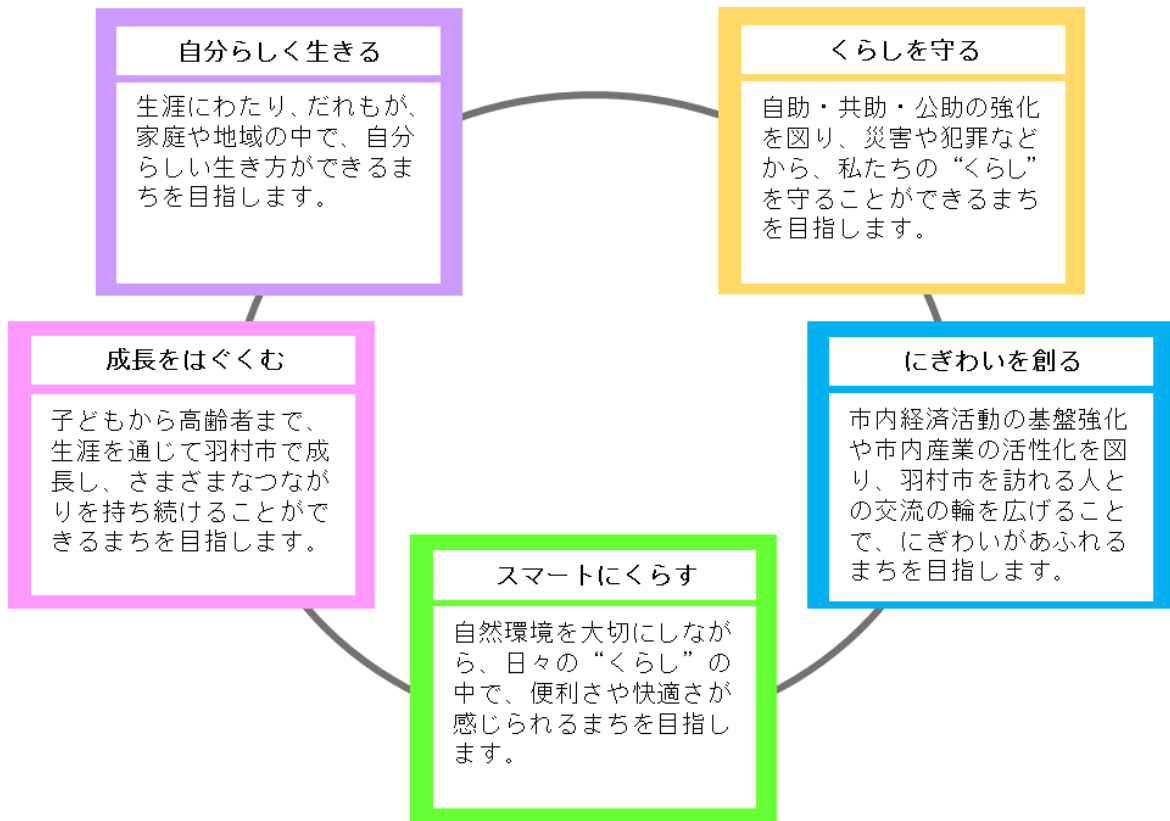 自分らしく生きる
生涯にわたり、だれもが、
家庭や地域の中で、自分
らしい生き方ができるま
ちを目指します。
くらしを守る
自助・共助・公助の強化
を図り、災害や犯罪など
から、私たちの“くらし”
を守ることができるまち
を目指します。
成長をはぐくむ
子どもから高齢者まで、
生涯を通じて羽村市で成
長し、さまざまなつなが
りを持ち続けることがで
きるまちを目指します。
にぎわいを創る
市内経済活動の基盤強化
や市内産業の活性化を図
り、羽村市を訪れる人と
の交流の輪を広げること
で、にぎわいがあふれる
まちを目指します。
スマートにくらす
自然環境を大切にしなが
ら、日々の“くらし”の
中で、便利さや快適さが
感じられるまちを目指し
ます。